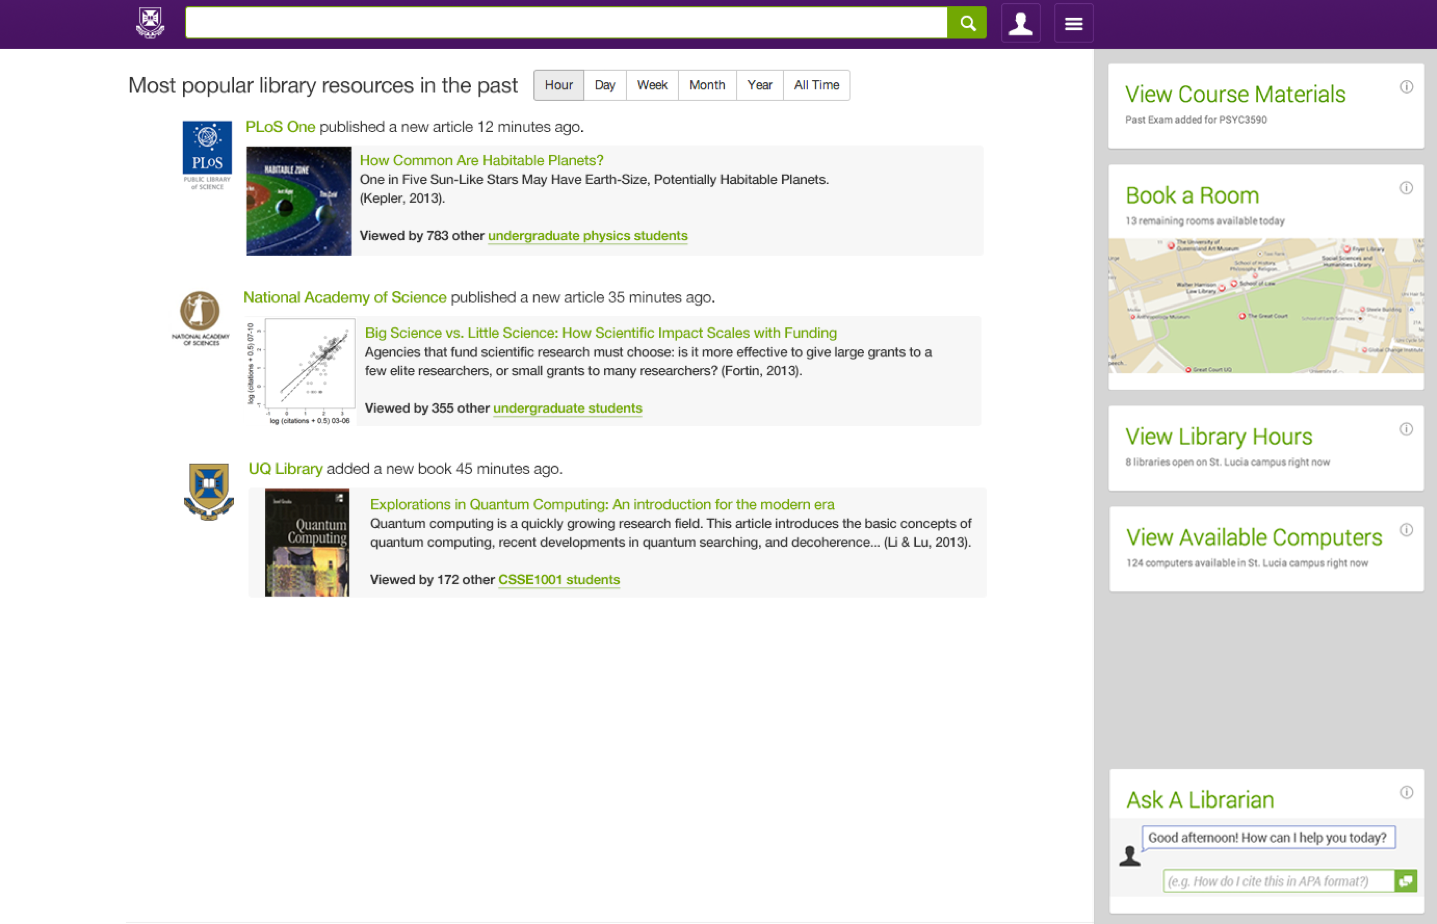 Most popular library resources in the past
Hour Day Week Month Year All Time
PLoS One published a new article 12 minutes ago.
PLoS
PUBLIC LIBRARY
of SCIENCE
HABITABLE ZONE
How Common Are Habitable Planets?
One in Five Sun-Like Stars May Have Earth-Size, Potentially Habitable Planets.
(Kepler, 2013).
Viewed by 783 other undergraduate physics students
National Academy of Science published a new article 35 minutes ago.
NATIONAL ACADEMY
OF SCIENCES
log (citations + 0.5) 07-10
log (citations + 0.5) 03-06
Big Science vs. Little Science: How Scientific Impact Scales with Funding
Agencies that fund scientific research must choose: is it more effective to give large grants to a
few elite researchers, or small grants to many researchers? (Fortin, 2013).
Viewed by 355 other undergraduate students
UQ Library added a new book 45 minutes ago.
Quantum
Computing
Explorations in Quantum Computing: An introduction for the modern era
Quantum computing is a quickly growing research field. This article introduces the basic concepts of
quantum computing, recent developments in quantum searching, and decoherence... (Li & Lu, 2013).
Viewed by 172 other CSSE1001 students
View Course Materials
Past Exam added for PSYC3590
Book a Room
13 remaining rooms available today
The University of
Queensland Art Museum
Fryer Library
Social Sciences and
Humanities Library
School of History
Philosophy Religion...
Walter Harrison
Law Library
School of Law
Anthropology Museum
The Great Court
School of Earth Sciences
Steele Building
Global Change Institute
Great Court UQ
University of
View Library Hours
8 libraries open on St. Lucia campus right now
View Available Computers
124 computers available in St. Lucia campus right now
Ask A Librarian
Good afternoon! How can I help you today?
(e.g. How do I cite this in APA format?)